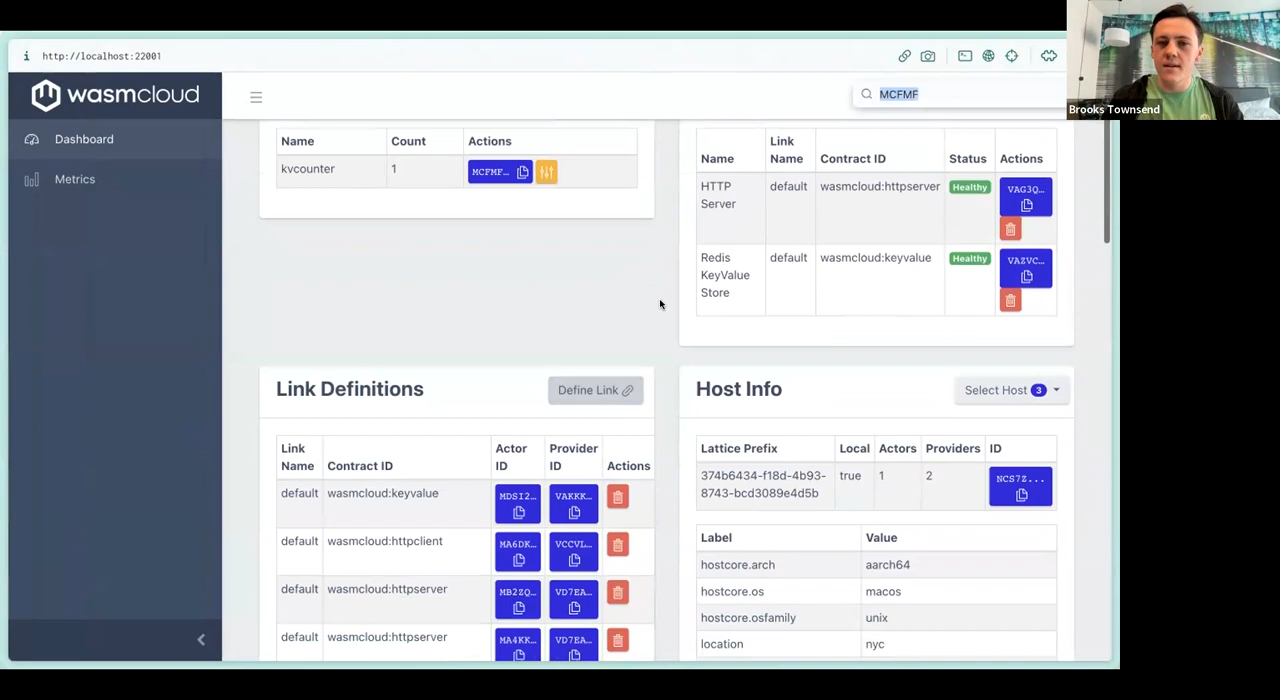 http://localhost:22001
wasmcloud
MCFMF
Brooks Townsend
Dashboard
Metrics
Name Count Actions
kvcounter 1 MCFMF…
Name Link Name Contract ID Status Actions
HTTP Server default wasmcloud:httpserver Healthy VAG3Q…
Redis KeyValue Store default wasmcloud:keyvalue Healthy VAZVC…
Link Definitions
Define Link
Link Name Contract ID Actor ID Provider ID Actions
default wasmcloud:keyvalue MDSI2… VAKKK…
default wasmcloud:httpclient MA6DK… VCCVL…
default wasmcloud:httpserver MB2ZQ… VD7EA…
default wasmcloud:httpserver MA4KK… VD7EA…
Host Info
Select Host 3
Lattice Prefix Local Actors Providers ID
374b6434-f18d-4b93-
8743-bcd3089e4d5b true 1 2 NCS7Z...
Label Value
hostcore.arch aarch64
hostcore.os macos
hostcore.osfamily unix
location nyc